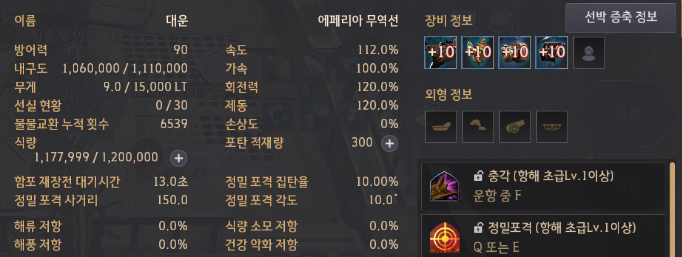 선박 증축 정보
이름 대운 에페리아 무역선
방어력 90 속도 112.0%
내구도 1,060,000 / 1,110,000 가속 100.0%
무게 9.0 / 15,000 LT 회전력 120.0%
선실 현황 0 / 30 제동 120.0%
물물교환 누적 횟수 6539 손상도 0%
식량 포탄 적재량 300 +
1,177,999 / 1,200,000 +
함포 재장전 대기시간 13.0초 정밀 포격 집탄율 10.00%
정밀 포격 사거리 150.0 정밀 포격 각도 10.0˚
해류 저항 0.0% 식량 소모 저항 0.0%
해풍 저항 0.0% 건강 악화 저항 0.0%
장비 정보
+10 +10 +10 +10
외형 정보
충각 (항해 초급Lv.1이상)
운항 중 F
정밀포격 (항해 초급Lv.1이상)
Q 또는 E